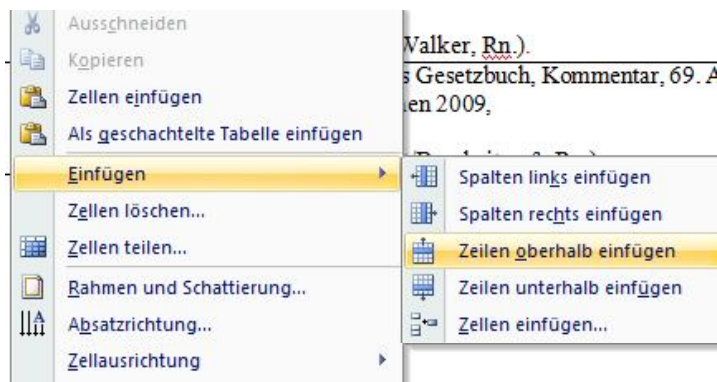 Ausschneiden
Kopieren
Zellen einfügen
Als geschachtelte Tabelle einfügen
Einfügen
Zellen löschen...
Zellen teilen...
Rahmen und Schattierung...
Absatzrichtung...
Zellausrichtung
Walker, Rn.).
s Gesetzbuch, Kommentar, 69. A
en 2009,
Spalten links einfügen
Spalten rechts einfügen
Zeilen oberhalb einfügen
Zeilen unterhalb einfügen
Zellen einfügen...